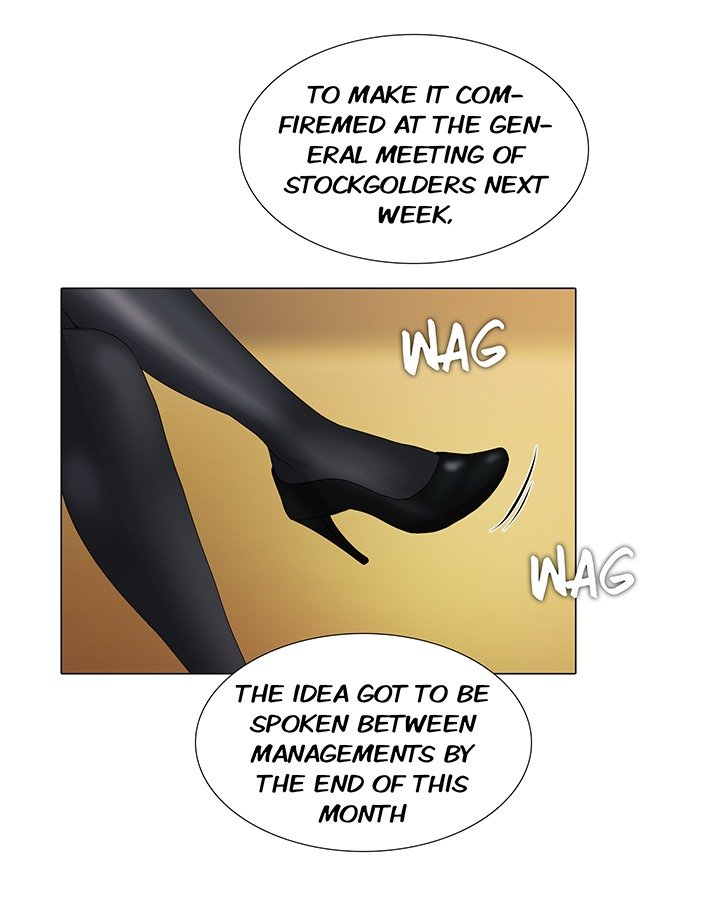 TO MAKE IT COM-
FIREMED AT THE GEN-
ERAL MEETING OF
STOCKGOLDERS NEXT
WEEK,
WAG
WAG
THE IDEA GOT TO BE
SPOKEN BETWEEN
MANAGEMENTS BY
THE END OF THIS
MONTH